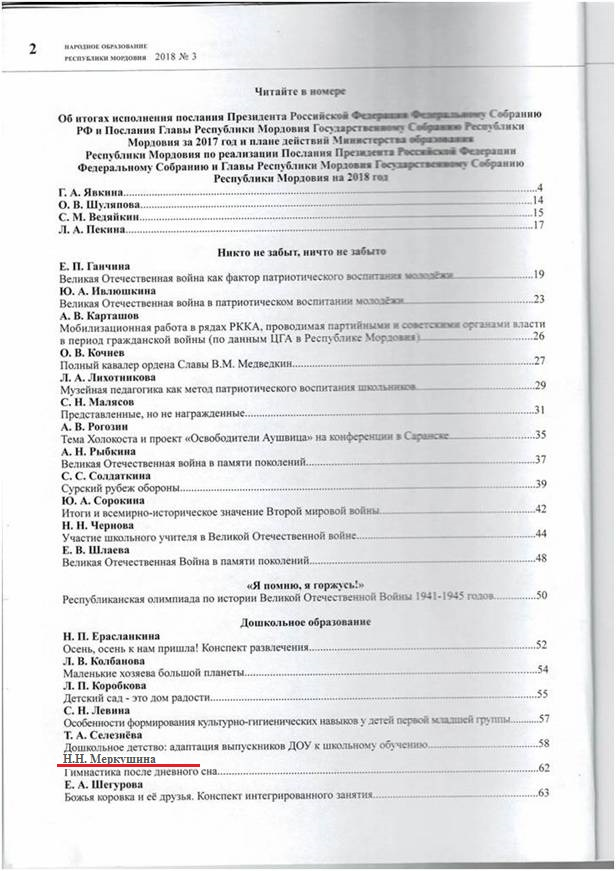 2
НАРОДНОЕ ОБРАЗОВАНИЕ
РЕСПУБЛИКИ МОРДОВИЯ 2018 № 3
Читайте в номере
Об итогах исполнения послания Президента Российской Федерации Федеральному Собранию
РФ и Послания Главы Республики Мордовия Государственному Собранию Республики
Мордовия за 2017 год и плане действий Министерства образования
Республики Мордовия по реализации Послания Президента Российской Федерации
Федеральному Собранию и Главы Республики Мордовия Государственному Собранию
Республики Мордовия на 2018 год
Г. А. Явкина...4
О. В. Шуляпова...14
С. М. Ведяйкин...15
Л. А. Пекина...17
Никто не забыт, ничто не забыто
Е. П. Ганчина
Великая Отечественная война как фактор патриотического воспитания молодёжи...19
Ю. А. Ивлюшкина
Великая Отечественная война в патриотическом воспитании молодёжи...23
А. В. Карташов
Мобилизационная работа в рядах РККА, проводимая партийными и советскими органами власти
в период гражданской войны (по данным ЦГА в Республике Мордовия)...26
О. В. Кочнев
Полный кавалер ордена Славы В.М. Медведкин...27
Л. А. Лихотникова
Музейная педагогика как метод патриотического воспитания школьников...29
С. Н. Малясов
Представленные, но не награжденные...31
А. В. Рогозин
Тема Холокоста и проект «Освободители Аушвица» на конференции в Саранске...35
А. Н. Рыбкина
Великая Отечественная война в памяти поколений...37
С. С. Солдаткина
Сурский рубеж обороны...39
Ю. А. Сорокина
Итоги и всемирно-историческое значение Второй мировой войны...42
Н. Н. Чернова
Участие школьного учителя в Великой Отечественной войне...44
Е. В. Шлаева
Великая Отечественная Война в памяти поколений...48
«Я помню, я горжусь!»
Республиканская олимпиада по истории Великой Отечественной Войны 1941-1945 годов...50
Дошкольное образование
Н. П. Ерасланкина
Осень, осень к нам пришла! Конспект развлечения...52
Л. В. Колбанова
Маленькие хозяева большой планеты...54
Л. П. Коробкова
Детский сад - это дом радости...55
С. Н. Левина
Особенности формирования культурно-гигиенических навыков у детей первой младшей группы...57
Т. А. Селезнёва
Дошкольное детство: адаптация выпускников ДОУ к школьному обучению...58
Н.Н. Меркушина
Гимнастика после дневного сна...62
Е. А. Шегурова
Божья коровка и её друзья. Конспект интегрированного занятия...63